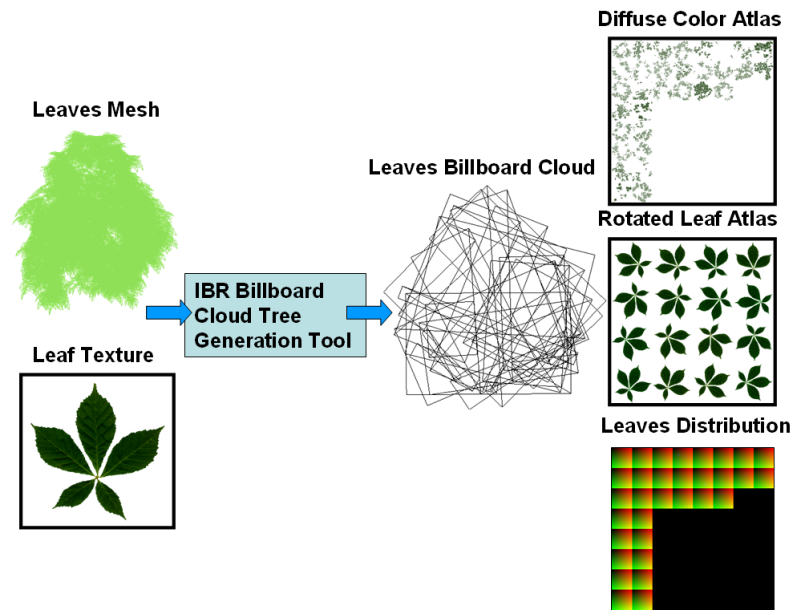 Diffuse Color Atlas
Leaves Mesh
Leaves Billboard Cloud
Rotated Leaf Atlas
IBR Billboard
Cloud Tree
Generation Tool
Leaf Texture
Leaves Distribution